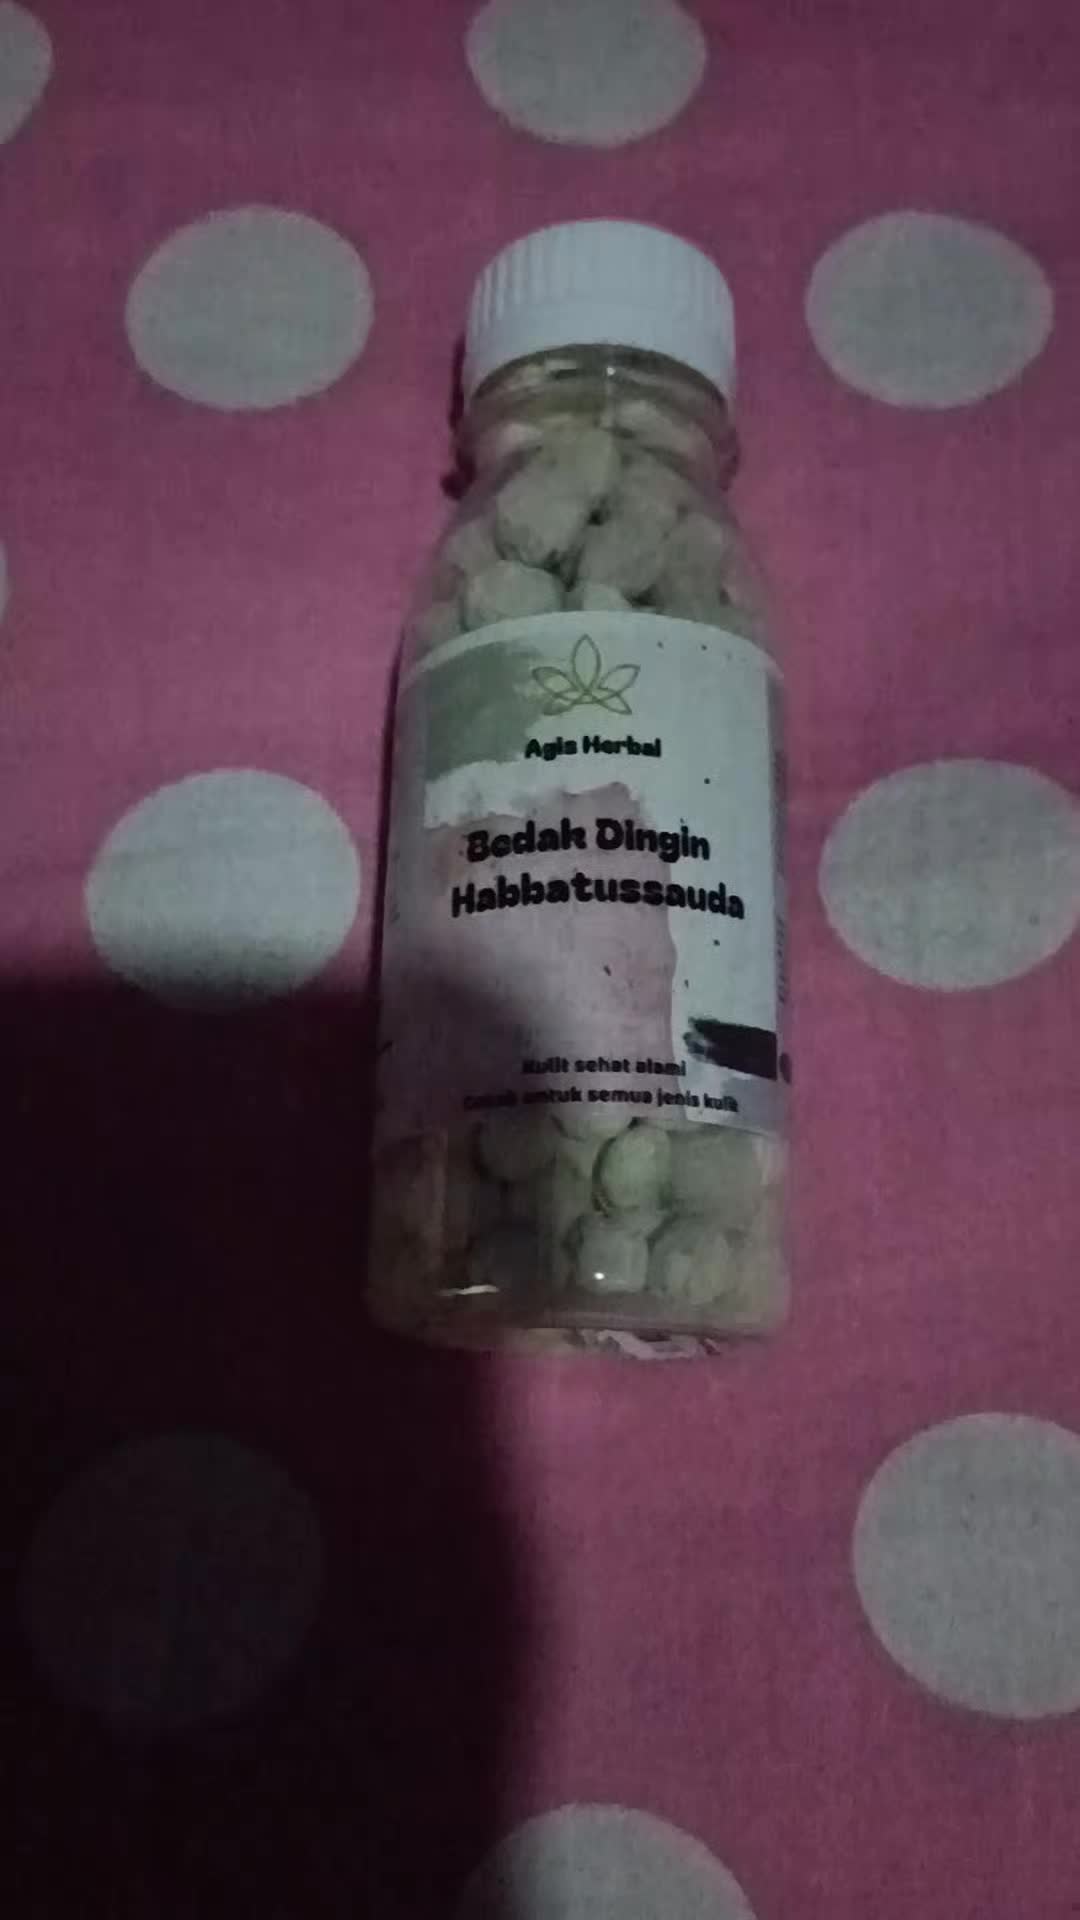 Agis Herbal
Bedak Dingin
Habbatussauda
Kulit sehat alami
untuk semua jenis kulit